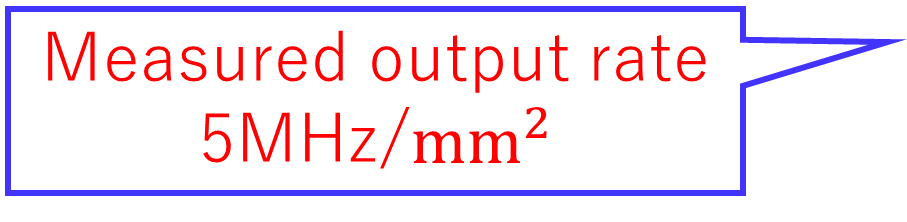 Measured output rate
5MHz/mm²